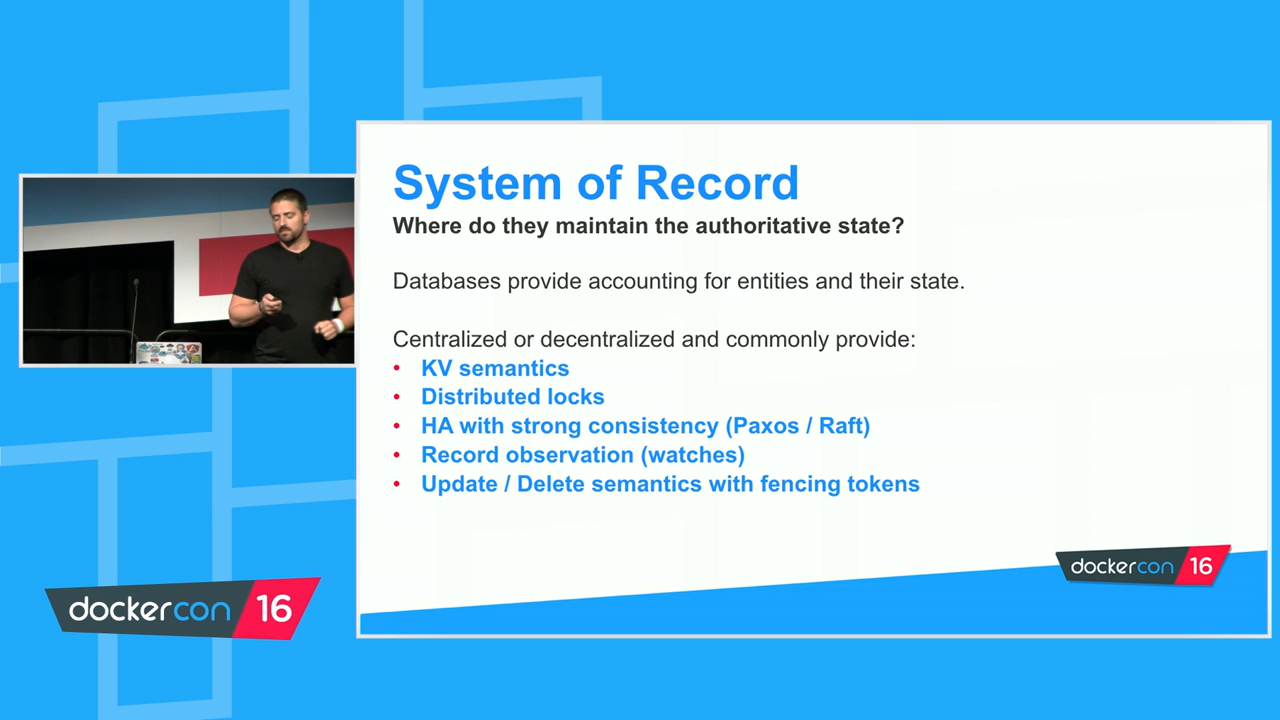 System of Record
Where do they maintain the authoritative state?
Databases provide accounting for entities and their state.
Centralized or decentralized and commonly provide:
• KV semantics
• Distributed locks
• HA with strong consistency (Paxos / Raft)
• Record observation (watches)
• Update / Delete semantics with fencing tokens
dockercon 16
dockercon 16